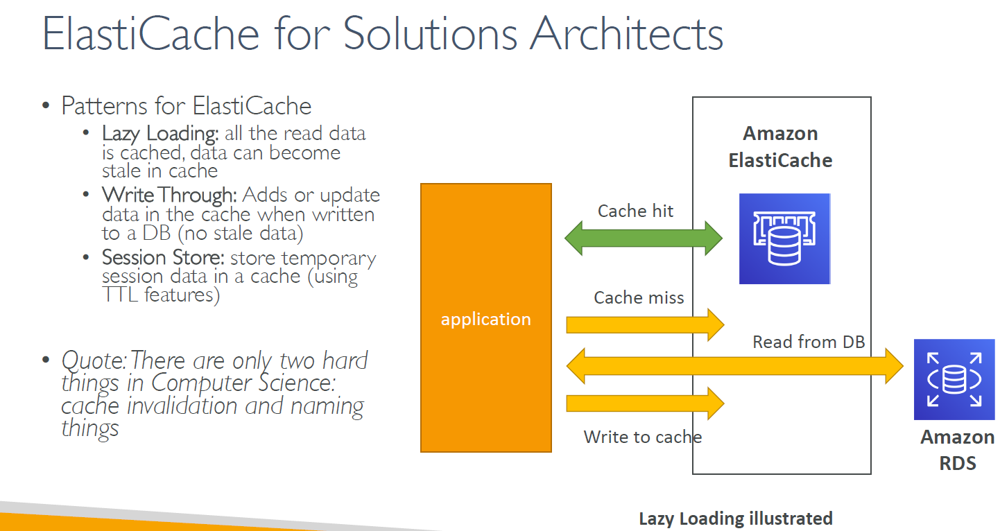 ElastiCache for Solutions Architects
• Patterns for ElastiCache
• Lazy Loading: all the read data
is cached, data can become
stale in cache
• Write Through: Adds or update
data in the cache when written
to a DB (no stale data)
• Session Store: store temporary
session data in a cache (using
TTL features)
• Quote: There are only two hard
things in Computer Science:
cache invalidation and naming
things
application
Cache hit
Cache miss
Read from DB
Write to cache
Amazon
ElastiCache
Amazon
RDS
Lazy Loading illustrated